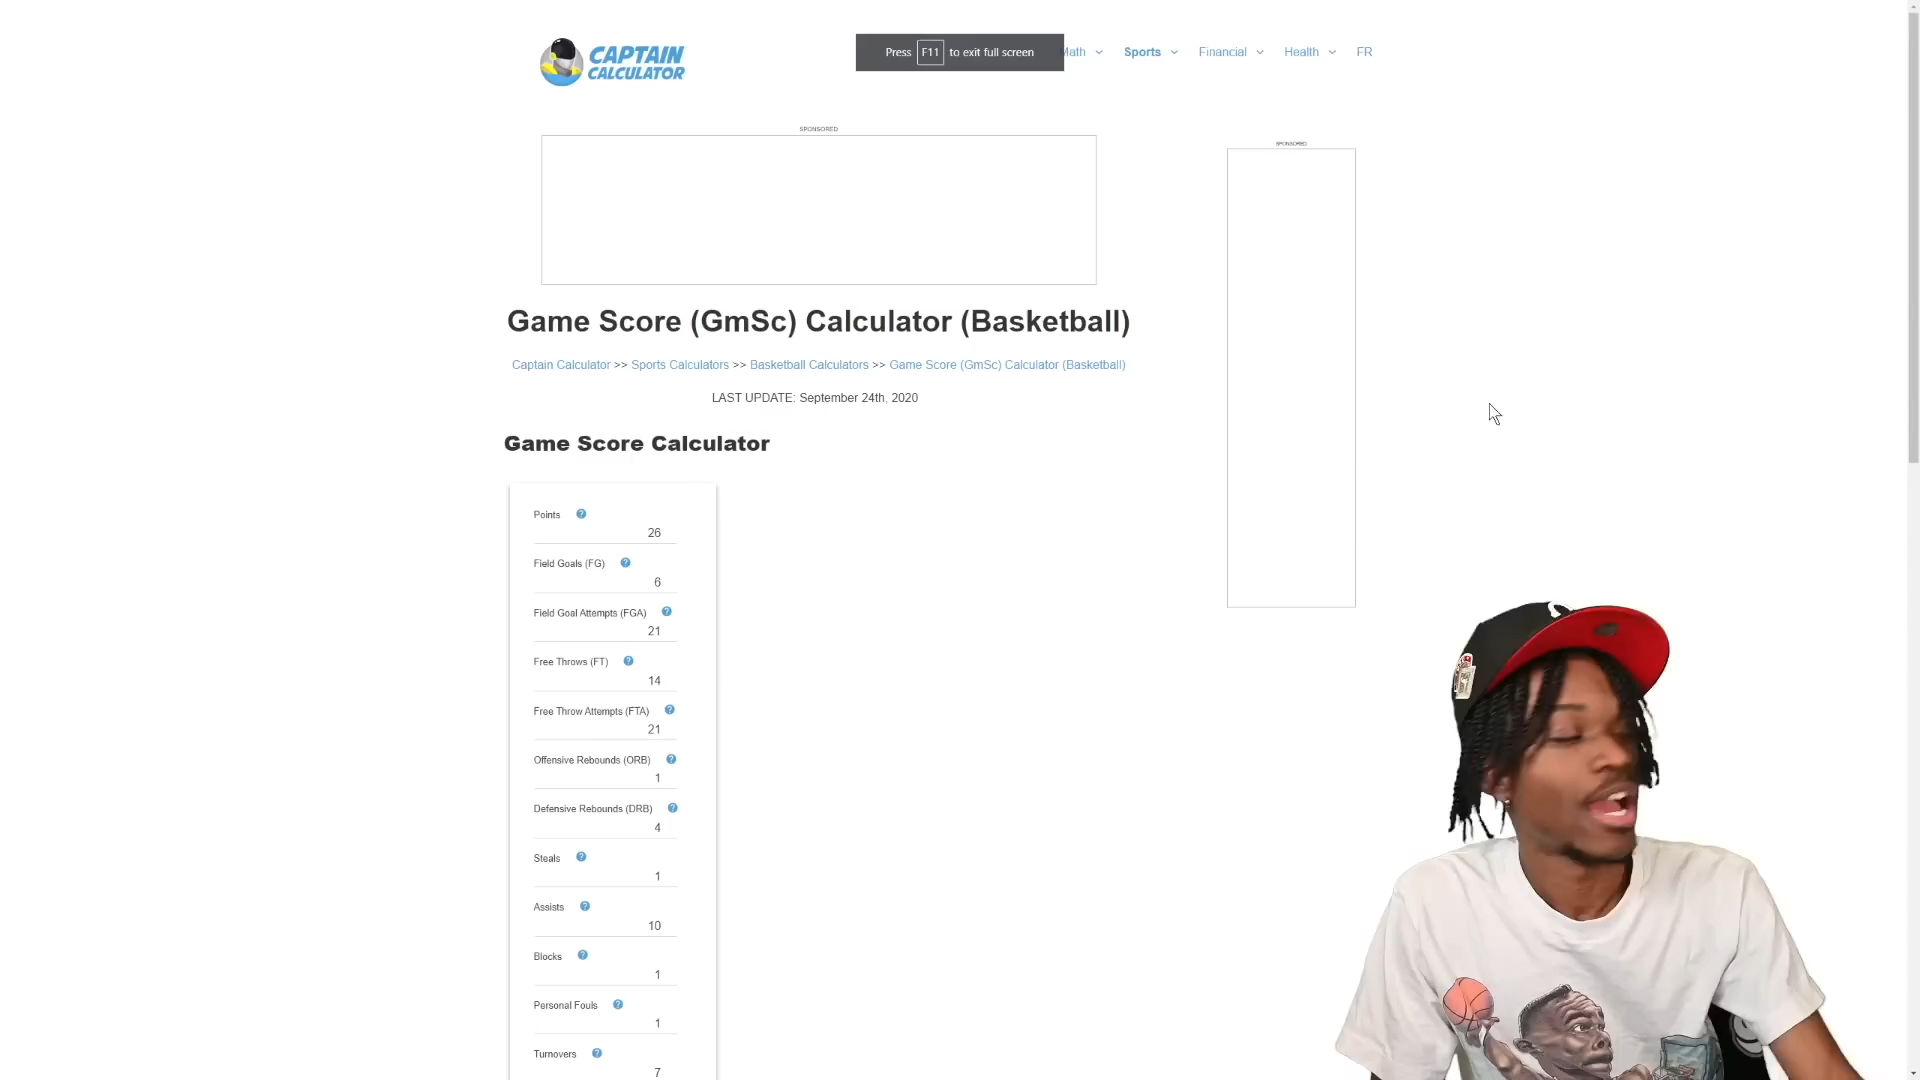 CAPTAIN
CALCULATOR
Press F11 to exit full screen
Math
Sports
Financial
Health
FR
SPONSORED
SPONSORED
Game Score (GmSc) Calculator (Basketball)
Captain Calculator >> Sports Calculators >> Basketball Calculators >> Game Score (GmSc) Calculator (Basketball)
LAST UPDATE: September 24th, 2020
Game Score Calculator
Points ?
26
Field Goals (FG) ?
6
Field Goal Attempts (FGA) ?
21
Free Throws (FT) ?
14
Free Throw Attempts (FTA) ?
21
Offensive Rebounds (ORB) ?
1
Defensive Rebounds (DRB) ?
4
Steals ?
1
Assists ?
10
Blocks ?
1
Personal Fouls ?
1
Turnovers ?
7